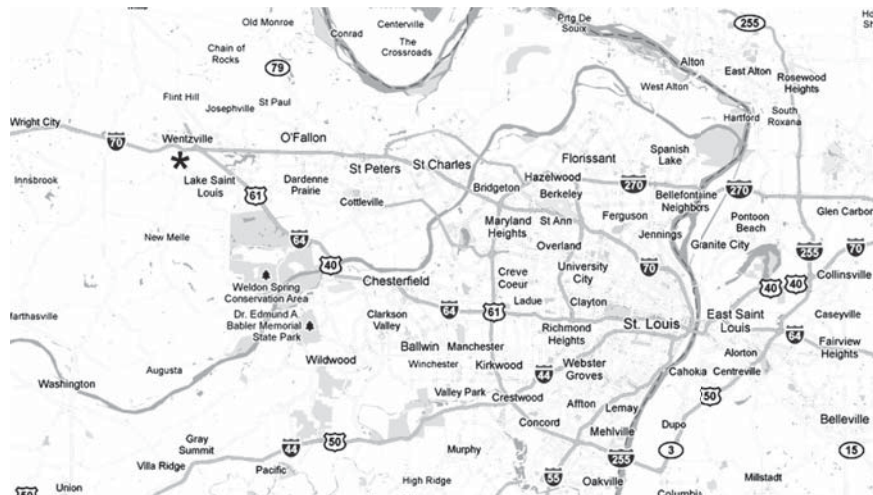 Old Monroe
Centerville
Prtg De
Sioux
255
Conrad
The
Crossroads
Chain of
Rocks
79
Alton
East Alton
Rosewood
Heights
West Alton
Flint Hill
Josephville
St Paul
Hartford
South
Roxana
Wright City
70
Wentzville
O'Fallon
*
St Peters
St Charles
Florissant
Spanish
Lake
Innsbrook
Lake Saint
Louis
61
Dardenne
Prairie
Cottleville
Bridgeton
Hazelwood
Berkeley
270
Bellefontaine
Neighbors
270
Maryland
Heights
St Ann
Ferguson
Pontoon
Beach
Glen Carbon
New Melle
64
Overland
Jennings
Granite City
255
70
40
Weldon Spring
Conservation Area
Chesterfield
Creve
Coeur
University
City
70
40
40
Collinsville
Marthasville
Dr. Edmund A
Babler Memorial
State Park
Clarkson
Valley
64
61
Ladue
Clayton
Richmond
Heights
St. Louis
East Saint
Louis
Caseyville
64
Fairview
Heights
Augusta
Wildwood
Ballwin
Manchester
Winchester
Kirkwood
44
Webster
Groves
Alorton
Cahokia
Centreville
Washington
Valley Park
Crestwood
Affton
Lemay
50
Belleville
Gray
Summit
44
50
Concord
Mehlville
Dupo
Villa Ridge
Pacific
Murphy
255
3
15
Union
50
High Ridge
55
Oakville
Columbia
Millstadt